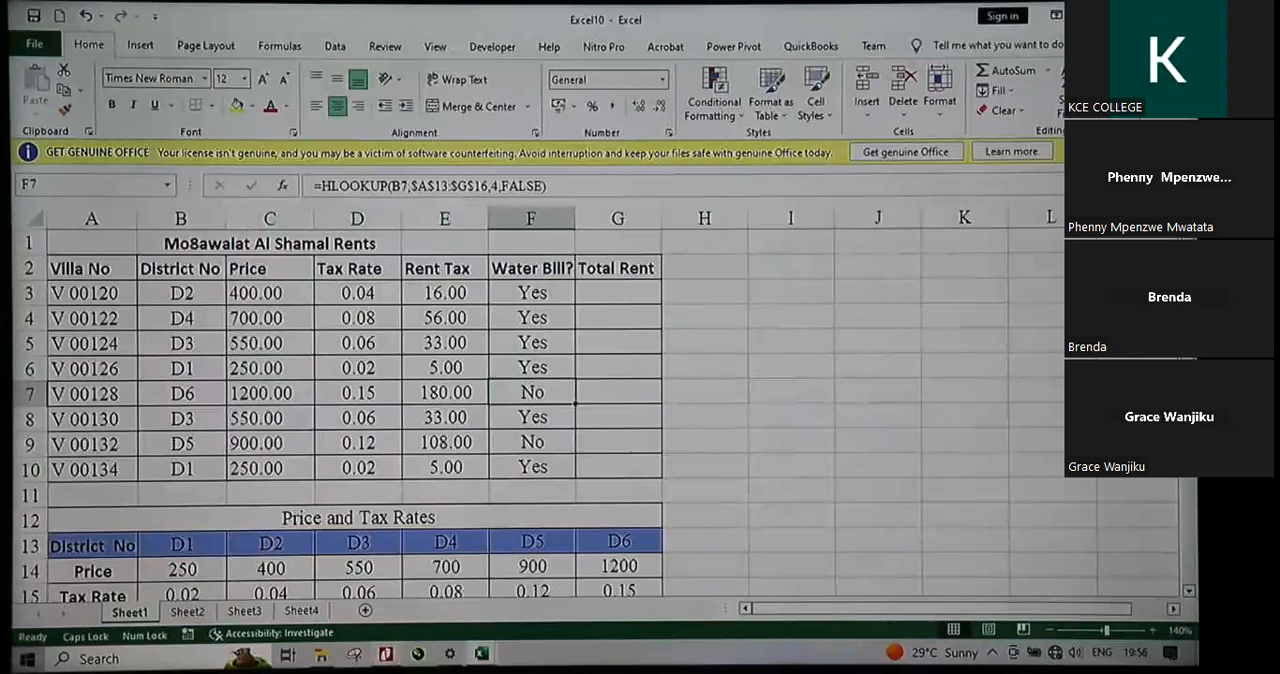 Excel10 - Excel
Sign in
File Home Insert Page Layout Formulas Data Review View Developer Help Nitro Pro Acrobat Power Pivot QuickBooks Team Tell me what you want to do
Paste
Times New Roman 12
Wrap Text
General
Conditional Formatting
Format as Table
Cell Styles
Insert Delete Format
AutoSum
B I U
Merge & Center
Fill
Clear
Clipboard Font Alignment Number Styles Cells Editin
GET GENUINE OFFICE Your license isn't genuine, and you may be a victim of software counterfeiting. Avoid interruption and keep your files safe with genuine Office today. Get genuine Office Learn more
F7 fx =HLOOKUP(B7,$A$13:$G$16,4,FALSE)
A B C D E F G H I J K L
1 Mo8awalat Al Shamal Rents
2 Villa No District No Price Tax Rate Rent Tax Water Bill? Total Rent
3 V 00120 D2 400.00 0.04 16.00 Yes
4 V 00122 D4 700.00 0.08 56.00 Yes
5 V 00124 D3 550.00 0.06 33.00 Yes
6 V 00126 D1 250.00 0.02 5.00 Yes
7 V 00128 D6 1200.00 0.15 180.00 No
8 V 00130 D3 550.00 0.06 33.00 Yes
9 V 00132 D5 900.00 0.12 108.00 No
10 V 00134 D1 250.00 0.02 5.00 Yes
11
12 Price and Tax Rates
13 District No D1 D2 D3 D4 D5 D6
14 Price 250 400 550 700 900 1200
15 Tax Rate 0.02 0.04 0.06 0.08 0.12 0.15
Sheet1 Sheet2 Sheet3 Sheet4
Ready Caps Lock Num Lock Accessibility: Investigate 140%
Search 29°C Sunny ENG 19:56
K
KCE COLLEGE
Phenny Mpenzwe...
Phenny Mpenzwe Mwatata
Brenda
Brenda
Grace Wanjiku
Grace Wanjiku